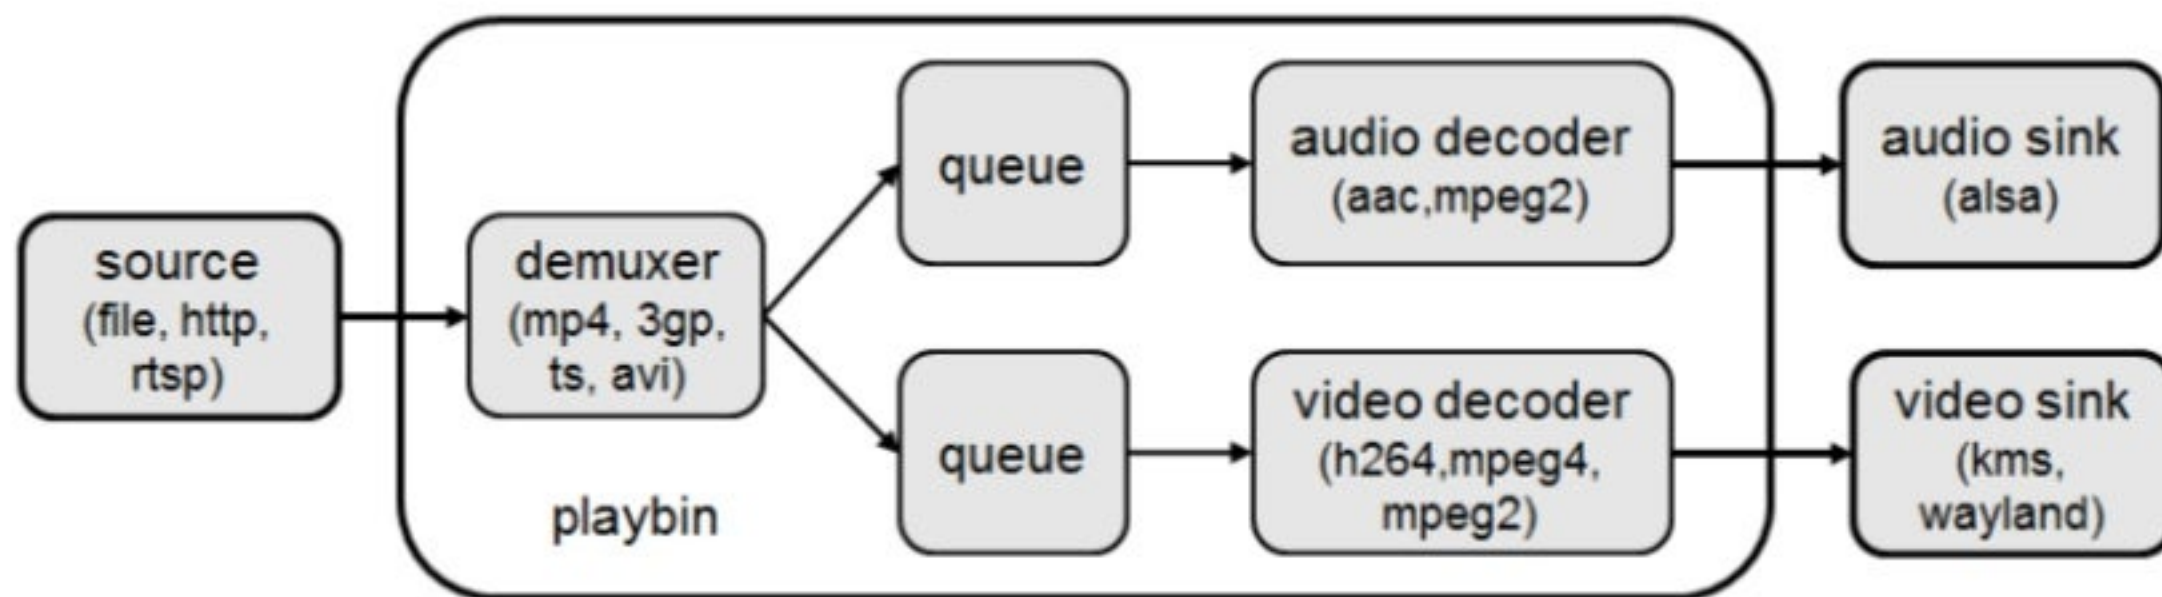 source
(file, http,
rtsp)
demuxer
(mp4, 3gp,
ts, avi)
playbin
queue
audio decoder
(aac,mpeg2)
audio sink
(alsa)
queue
video decoder
(h264,mpeg4,
mpeg2)
video sink
(kms,
wayland)